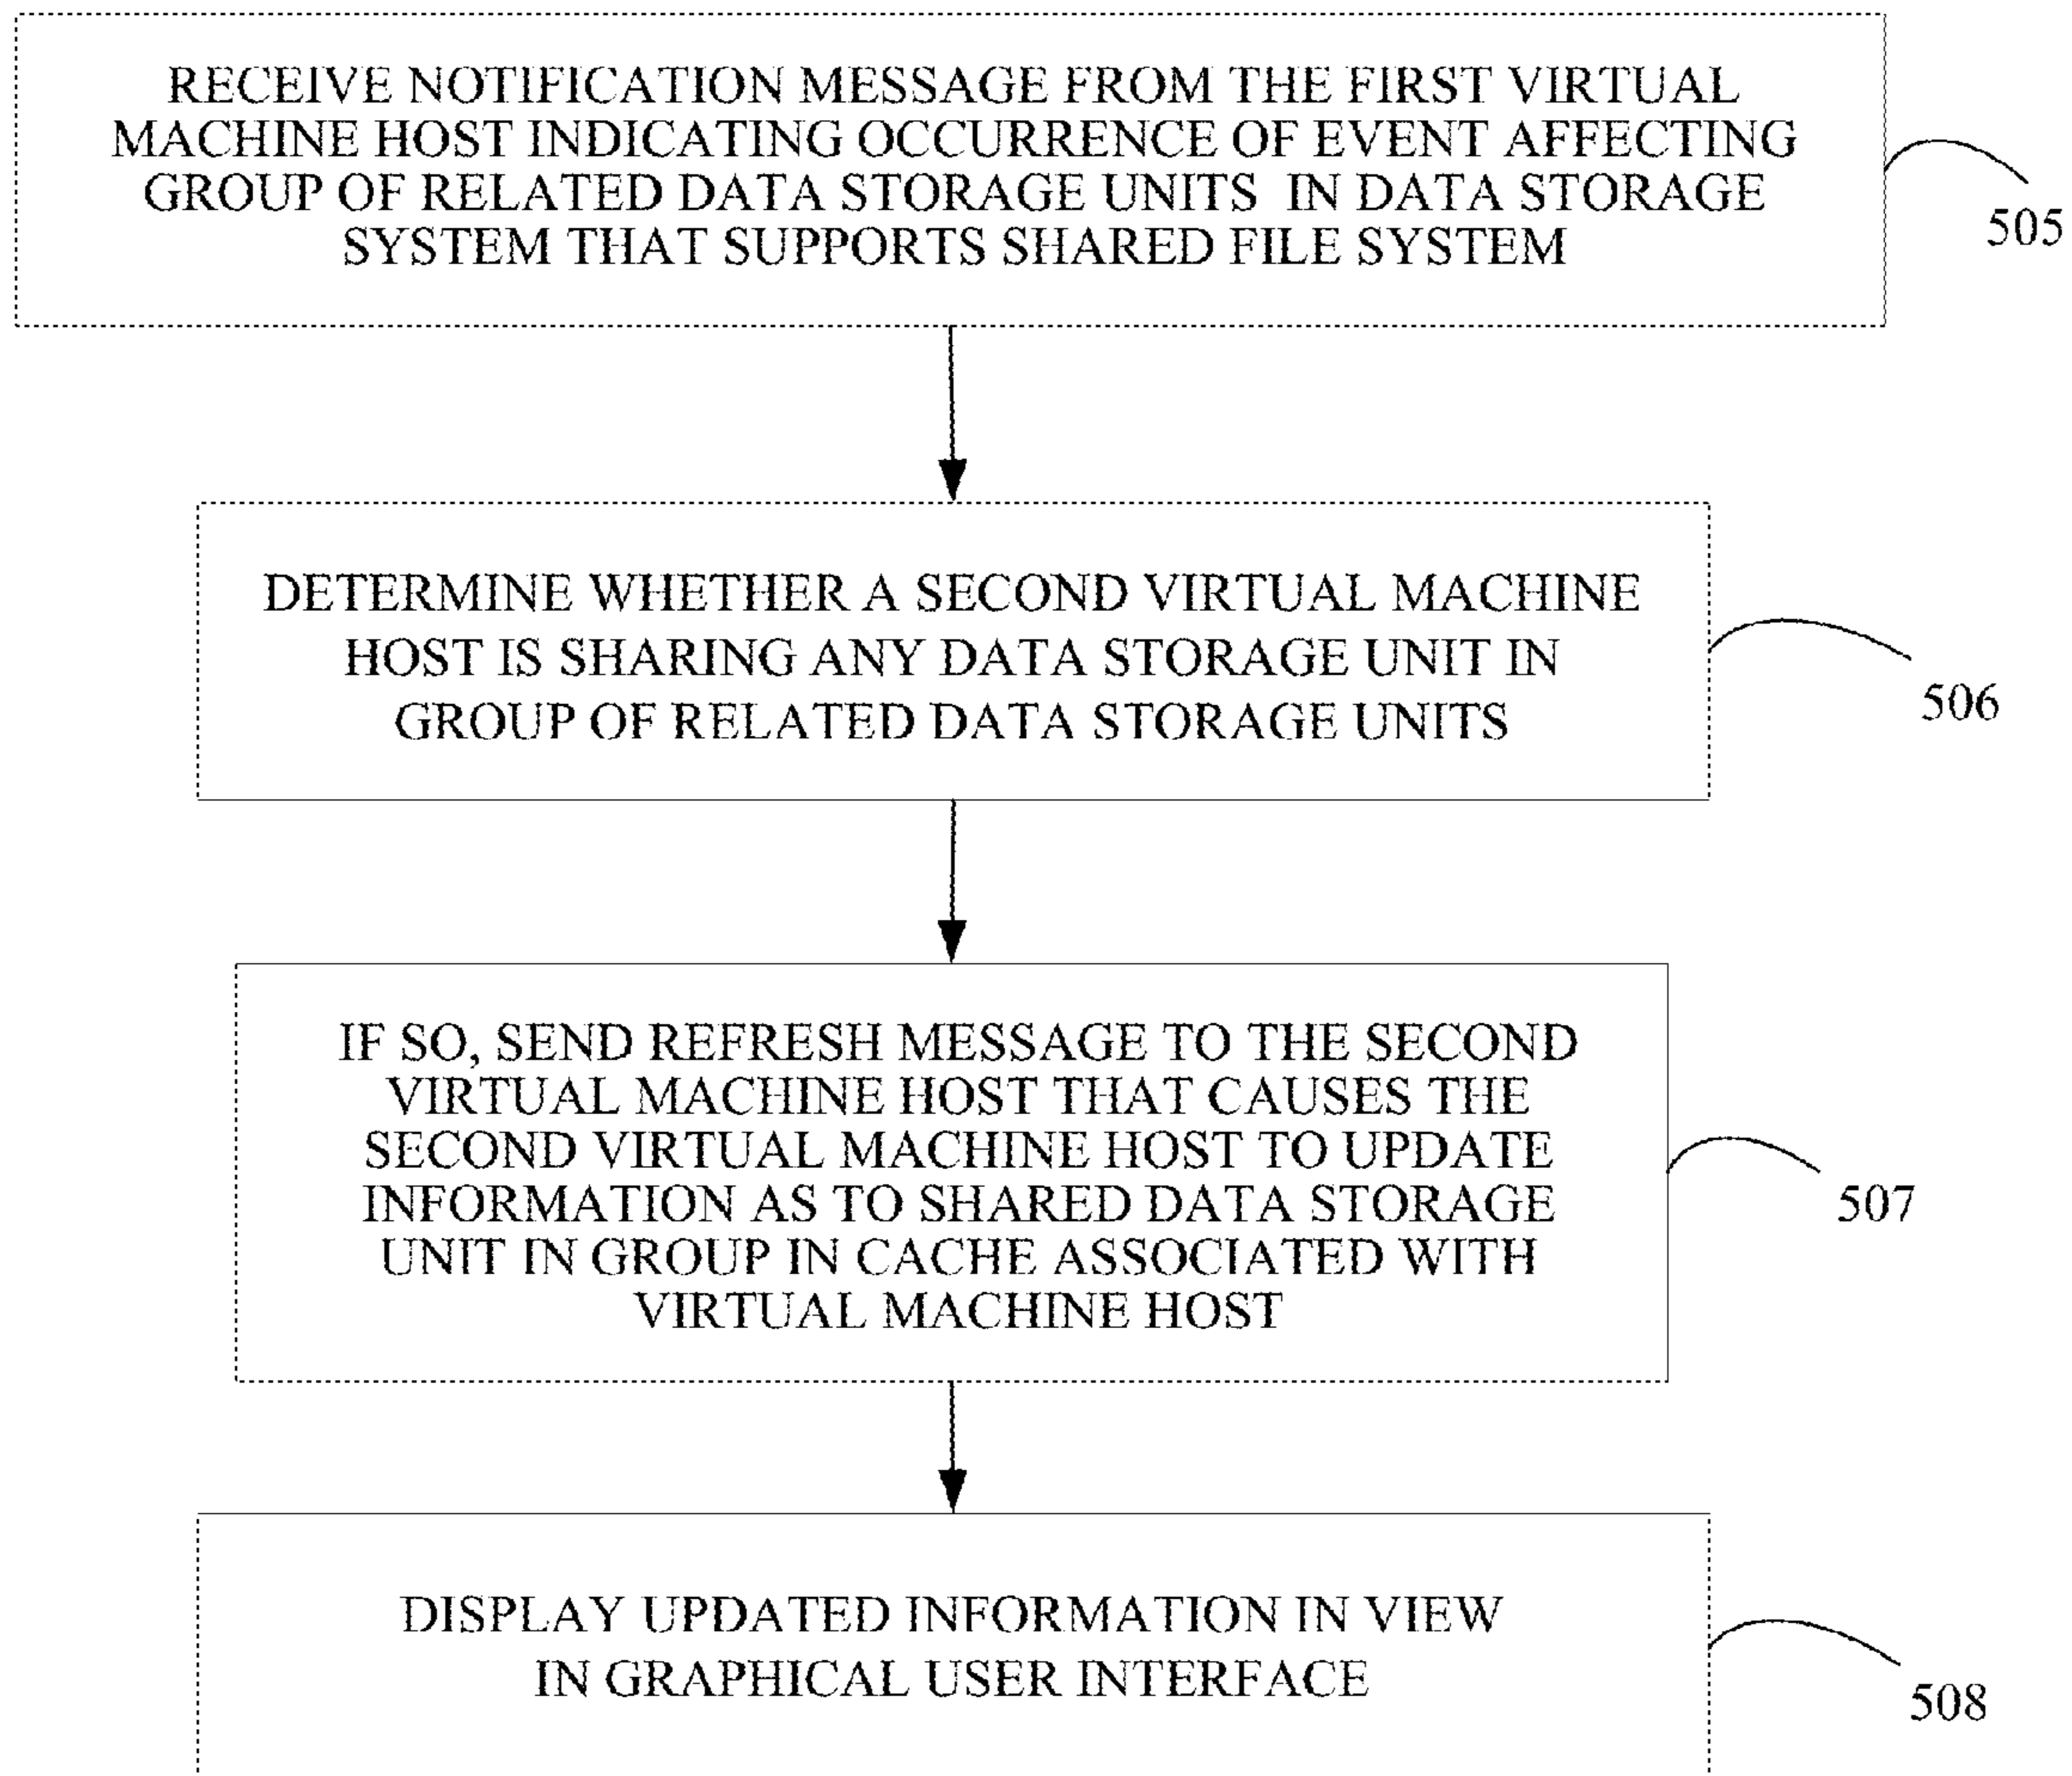 RECEIVE NOTIFICATION MESSAGE FROM THE FIRST VIRTUAL
MACHINE HOST INDICATING OCCURRENCE OF EVENT AFFECTING
GROUP OF RELATED DATA STORAGE UNITS IN DATA STORAGE
SYSTEM THAT SUPPORTS SHARED FILE SYSTEM
505
DETERMINE WHETHER A SECOND VIRTUAL MACHINE
HOST IS SHARING ANY DATA STORAGE UNIT IN
GROUP OF RELATED DATA STORAGE UNITS
506
IF SO, SEND REFRESH MESSAGE TO THE SECOND
VIRTUAL MACHINE HOST THAT CAUSES THE
SECOND VIRTUAL MACHINE HOST TO UPDATE
INFORMATION AS TO SHARED DATA STORAGE
UNIT IN GROUP IN CACHE ASSOCIATED WITH
VIRTUAL MACHINE HOST
507
DISPLAY UPDATED INFORMATION IN VIEW
IN GRAPHICAL USER INTERFACE
508